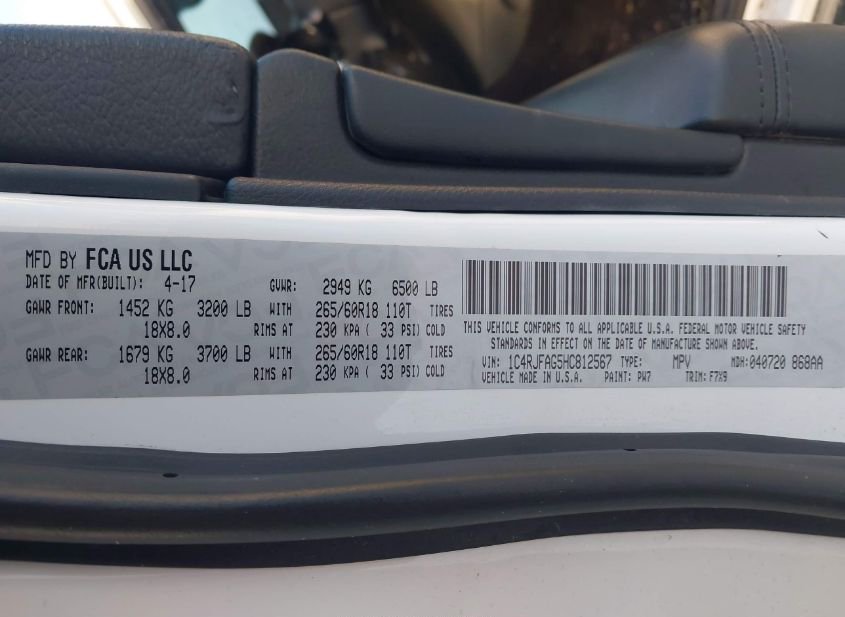 MFD BY FCA US LLC
DATE OF MFR(BUILT): 4-17 GVWR: 2949 KG 6500 LB
GAWR FRONT: 1452 KG 3200 LB WITH 265/60R18 110T TIRES
18X8.0 RIMS AT 230 KPA ( 33 PSI) COLD
GAWR REAR: 1679 KG 3700 LB WITH 265/60R18 110T TIRES
18X8.0 RIMS AT 230 KPA ( 33 PSI) COLD
THIS VEHICLE CONFORMS TO ALL APPLICABLE U.S.A. FEDERAL MOTOR VEHICLE SAFETY
STANDARDS IN EFFECT ON THE DATE OF MANUFACTURE SHOWN ABOVE.
VIN: 1C4RJFAG5HC812567 TYPE: MPV MDH:040720 868AA
VEHICLE MADE IN U.S.A. PAINT: PW7 TRIM: F7X9